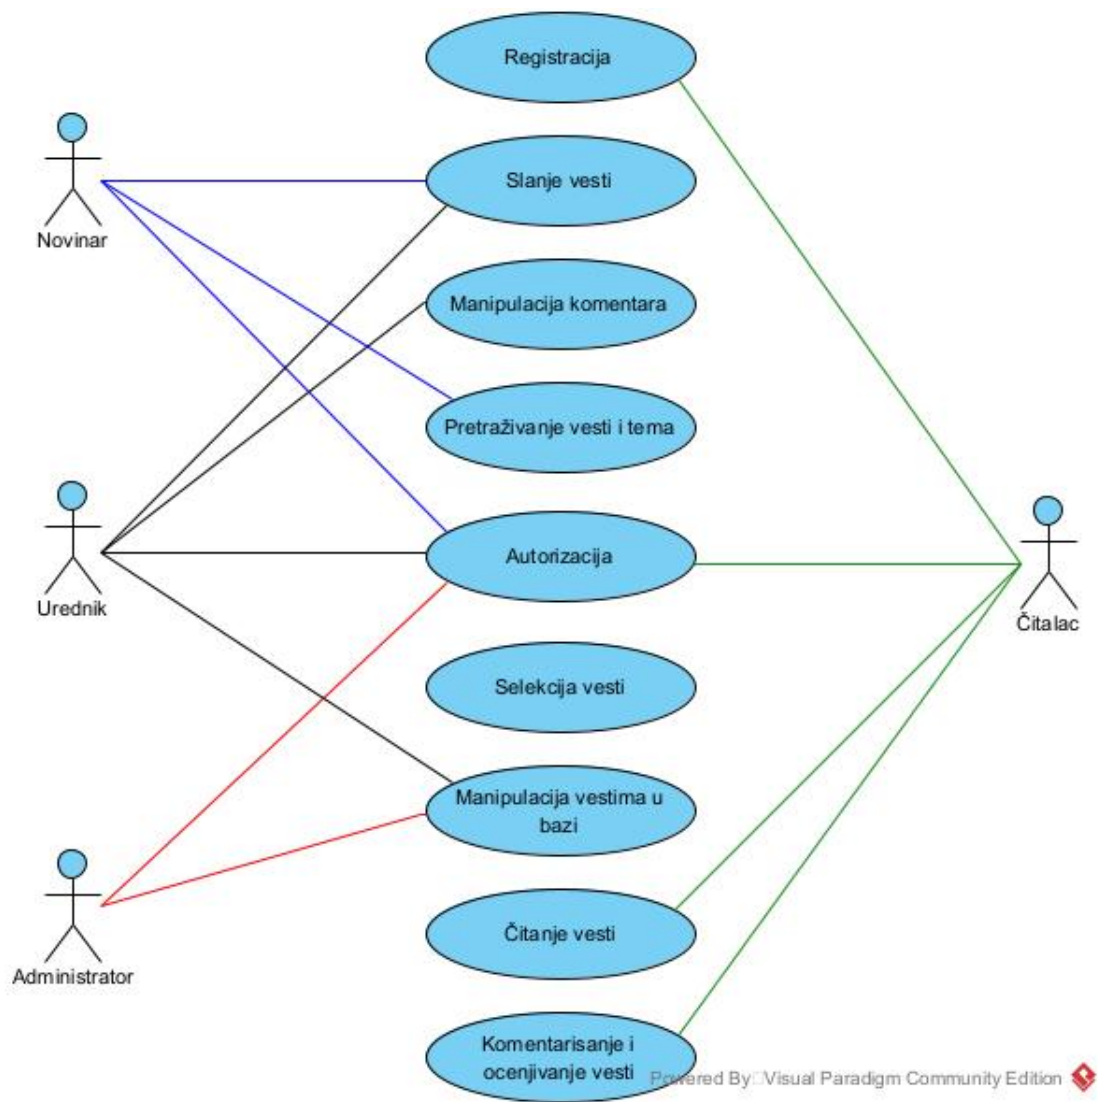 Registracija
Novinar
Slanje vesti
Manipulacija komentara
Pretraživanje vesti i tema
Urednik
Autorizacija
Čitalac
Selekcija vesti
Manipulacija vestima u
bazi
Administrator
Čitanje vesti
Komentarisanje i
ocenjivanje vesti
Powered By Visual Paradigm Community Edition